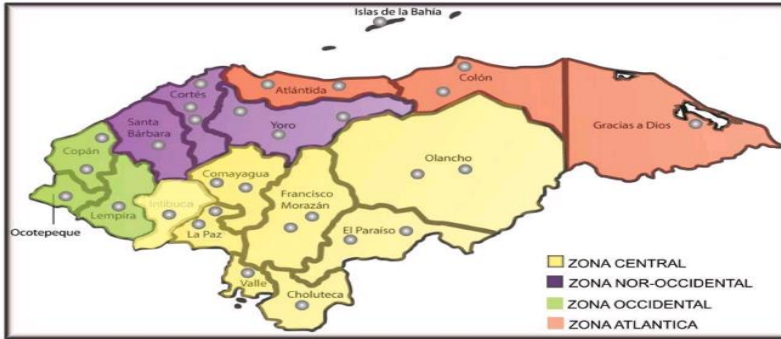 Islas de la Bahía
Cortés
Atlántida
Colón
Santa
Bárbara
Yoro
Gracias a Dios
Copán
Olancho
Comayagua
Francisco
Morazán
Intibuca
Lempira
Ocotepeque
La Paz
El Paraíso
Valle
Choluteca
ZONA CENTRAL
ZONA NOR-OCCIDENTAL
ZONA OCCIDENTAL
ZONA ATLANTICA